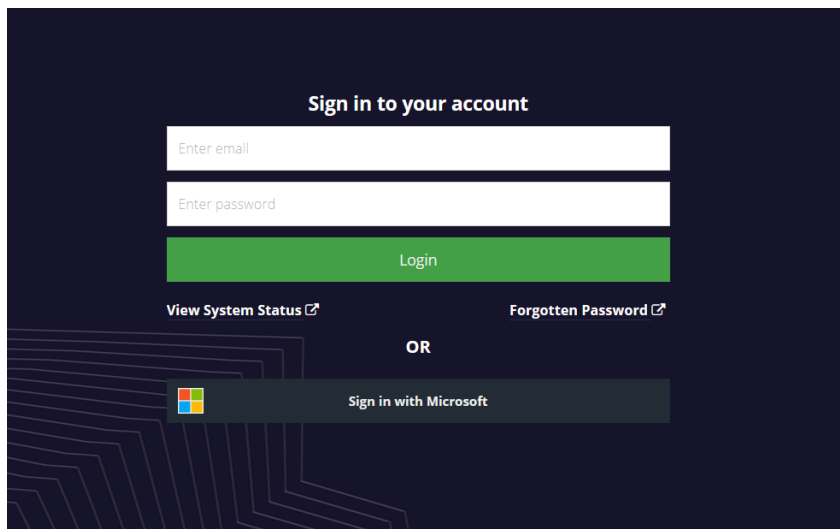 Sign in to your account
Enter email
Enter password
Login
View System Status
Forgotten Password
OR
Sign in with Microsoft